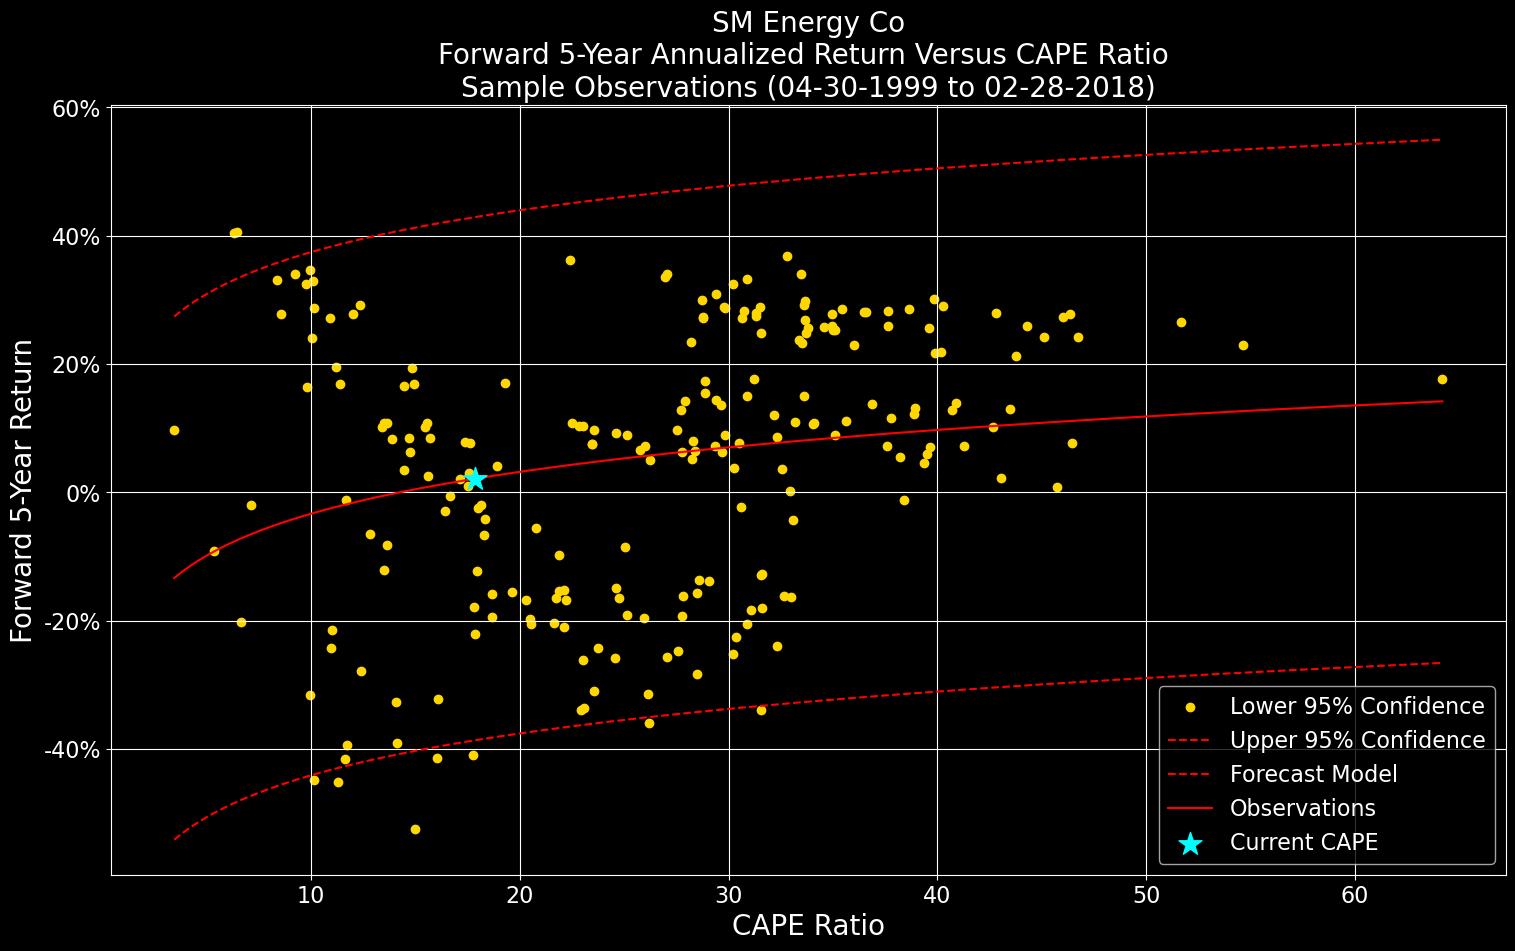 SM Energy Co
Forward 5-Year Annualized Return Versus CAPE Ratio
Sample Observations (04-30-1999 to 02-28-2018)
Forward 5-Year Return
60%
40%
20%
0%
-20%
-40%
10 20 30 40 50 60
CAPE Ratio
Lower 95% Confidence
Upper 95% Confidence
Forecast Model
Observations
Current CAPE